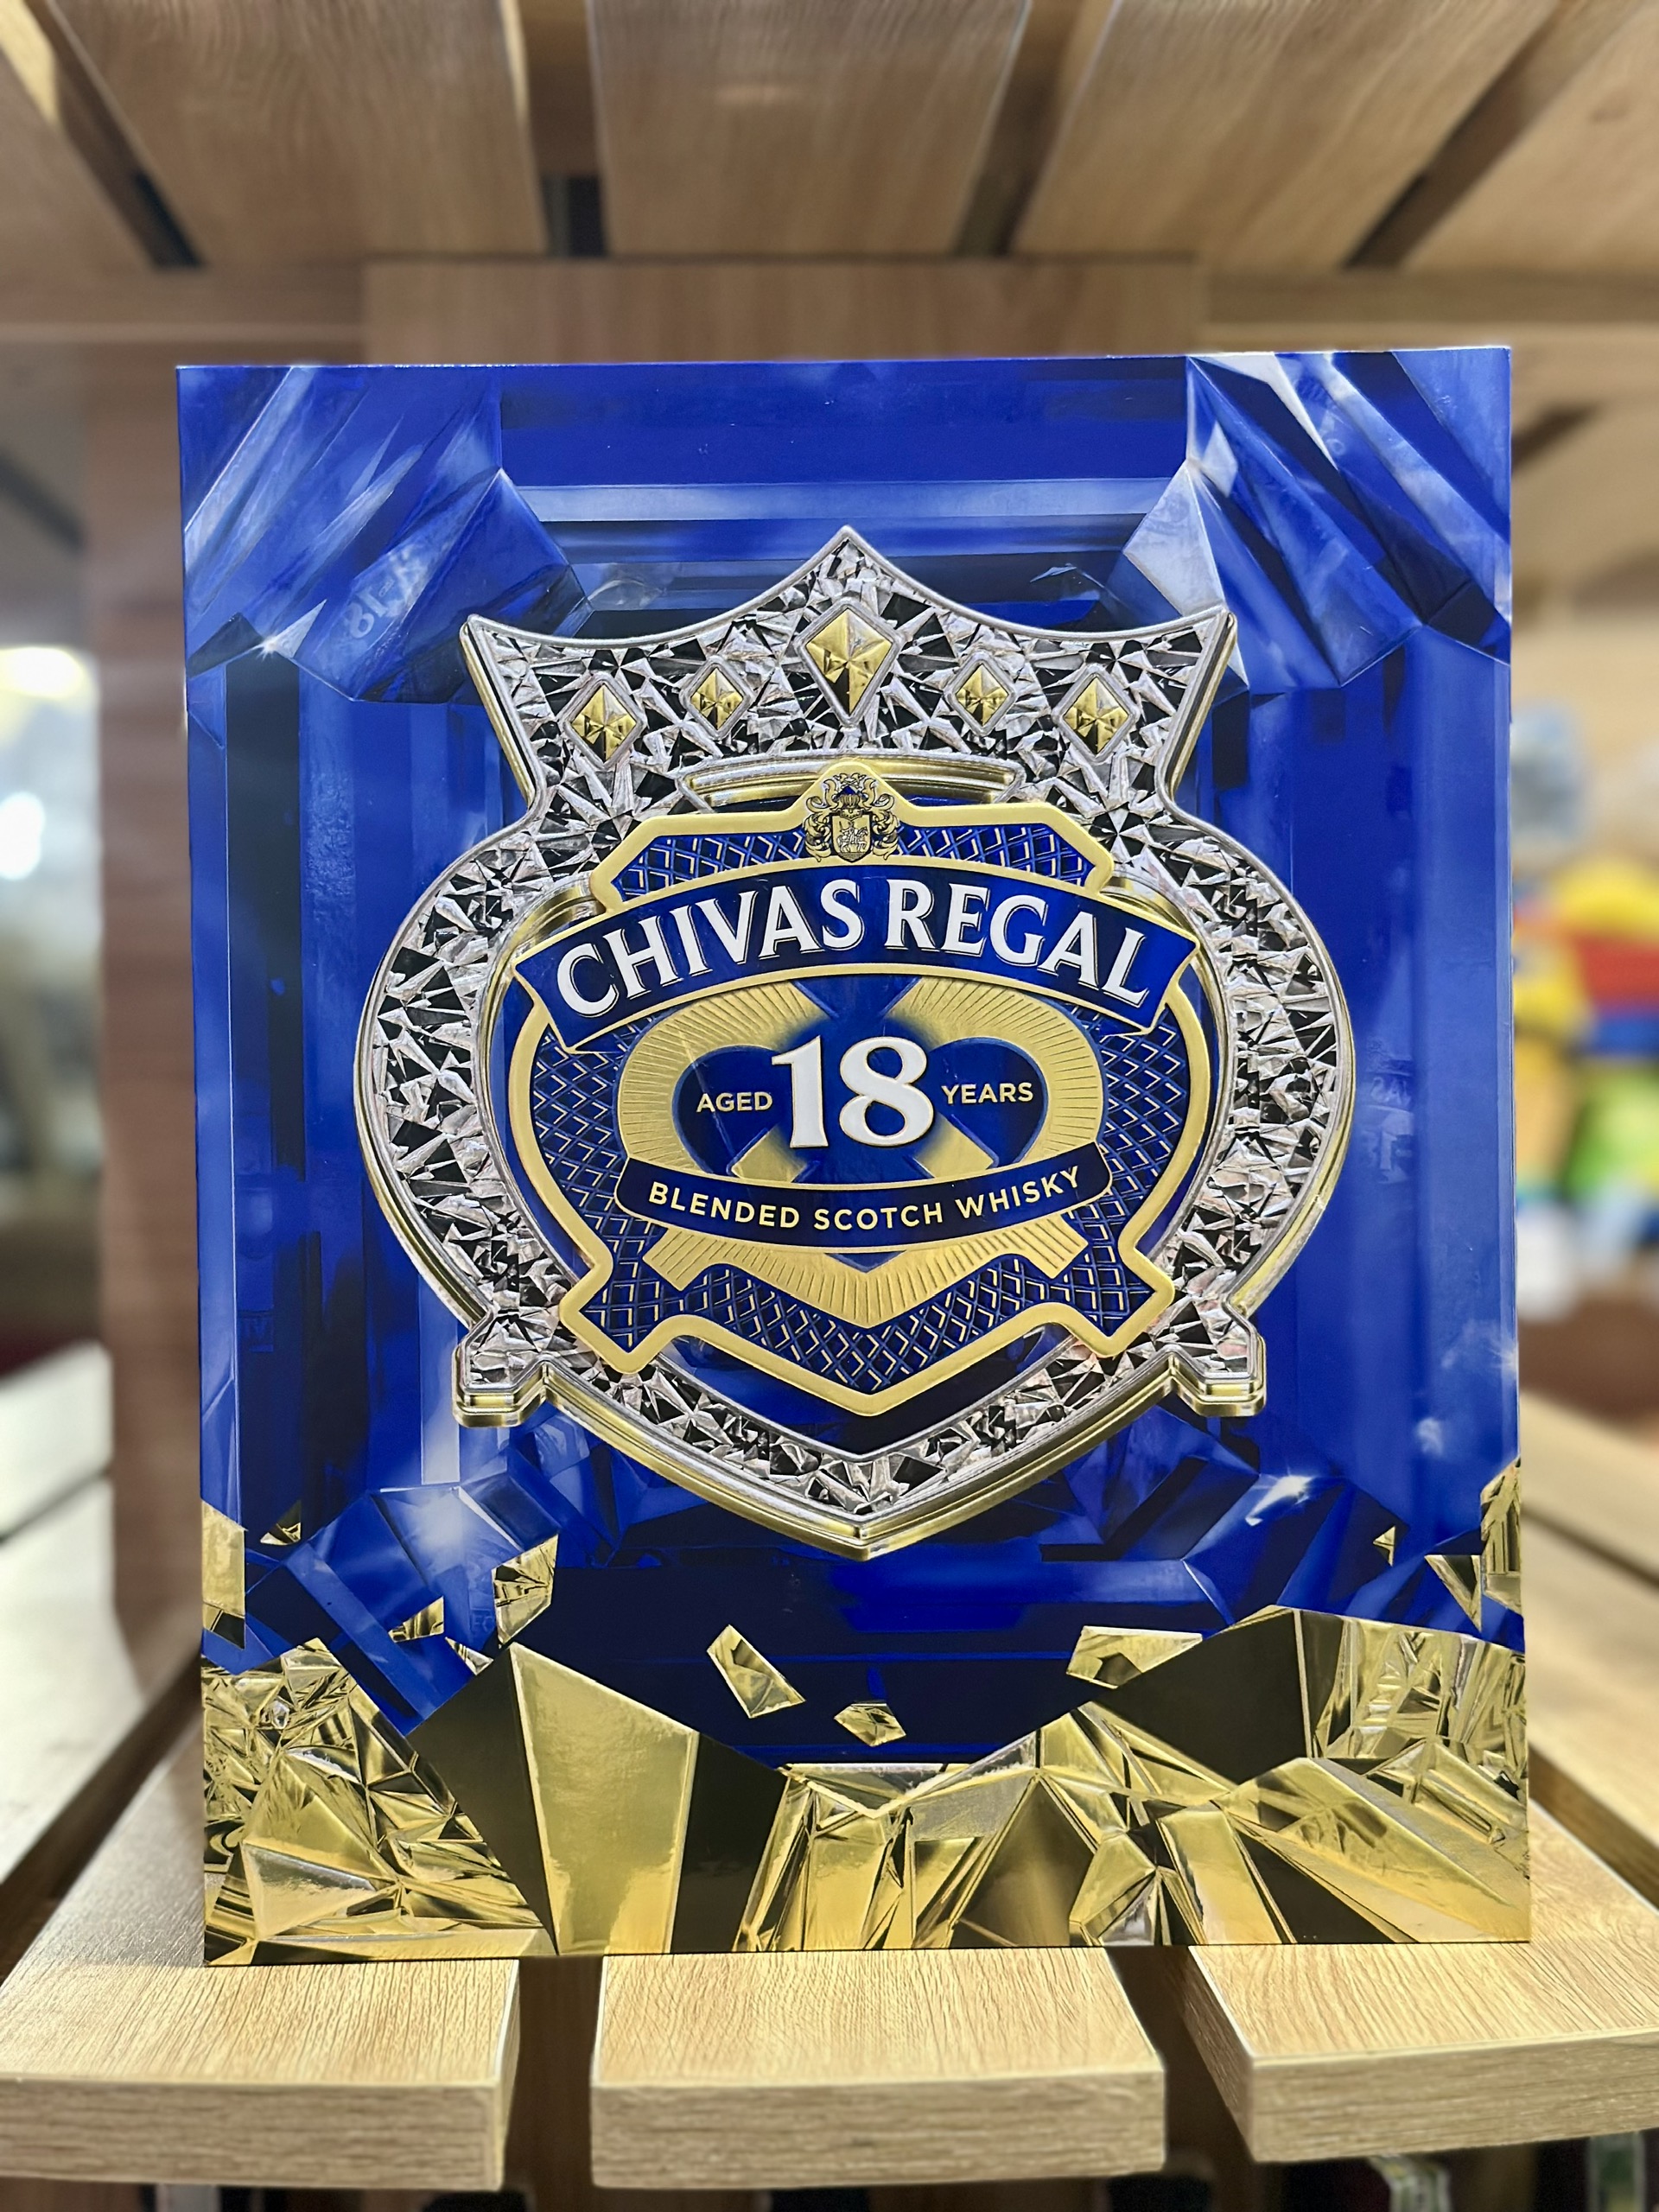 CHIVAS REGAL
AGED 18 YEARS
BLENDED SCOTCH WHISKY